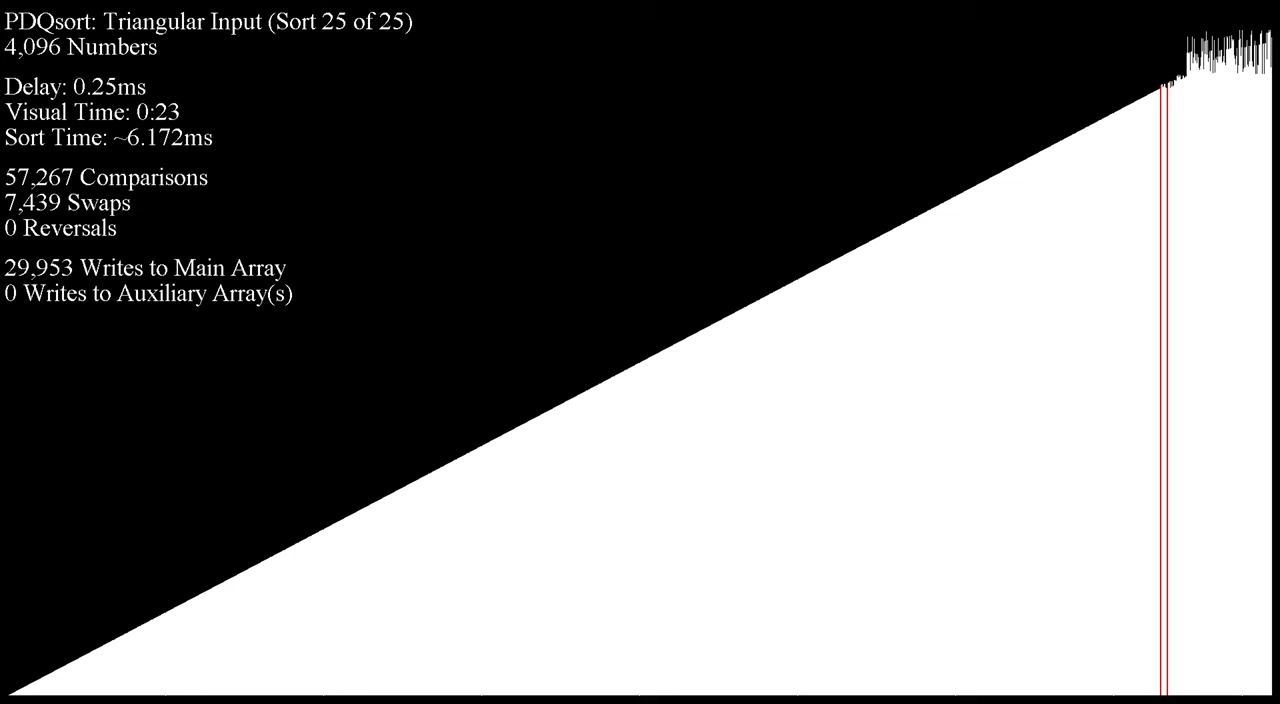 PDQsort: Triangular Input (Sort 25 of 25)
4,096 Numbers
Delay: 0.25ms
Visual Time: 0:23
Sort Time: ~6.172ms
57,267 Comparisons
7,439 Swaps
0 Reversals
29,953 Writes to Main Array
0 Writes to Auxiliary Array(s)